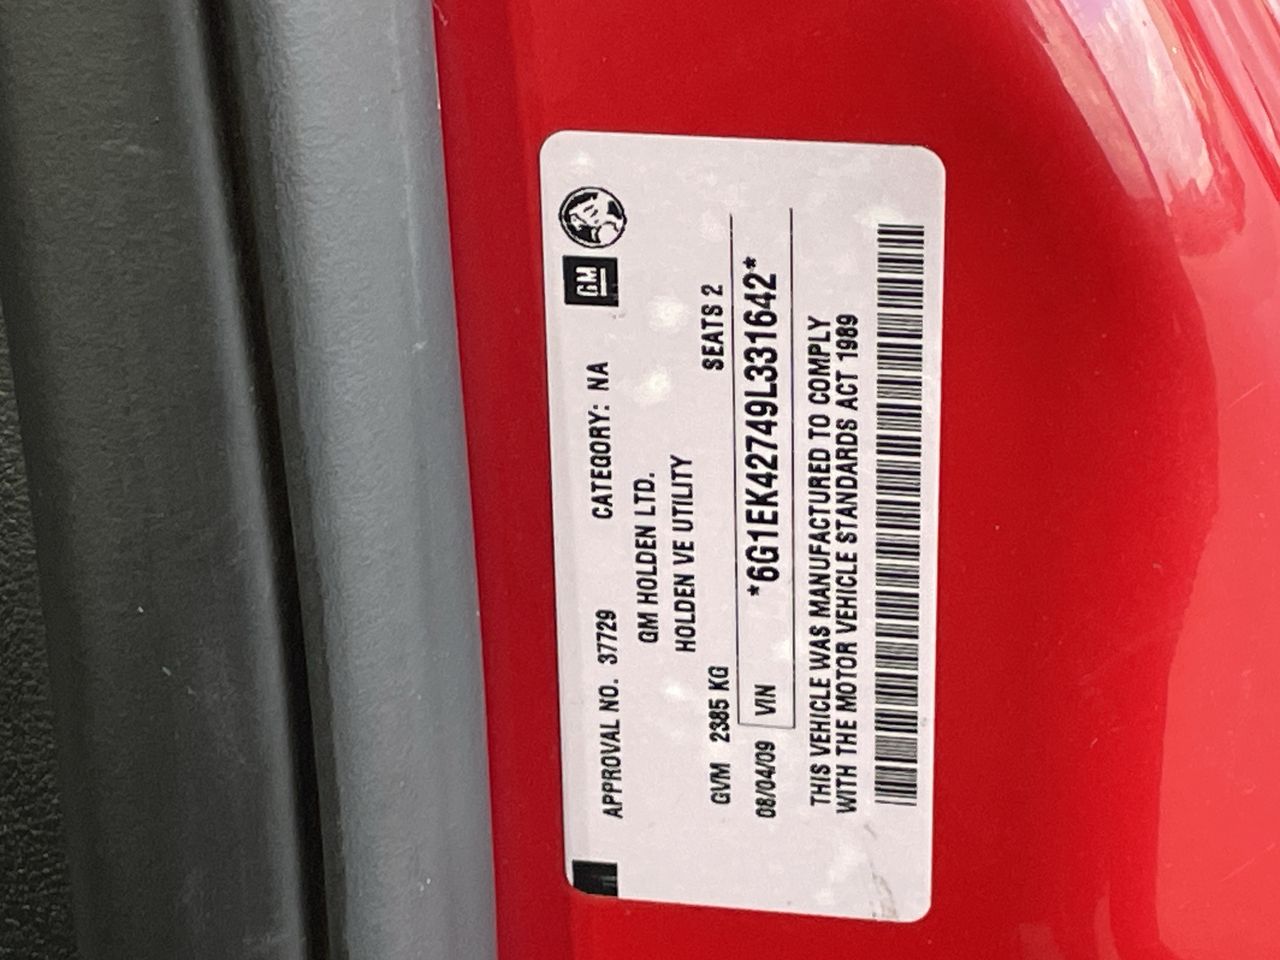 GM
APPROVAL NO. 37729 CATEGORY: NA
GM HOLDEN LTD.
HOLDEN VE UTILITY
GVM 2385 KG SEATS 2
08/04/09 VIN *6G1EK42749L331642*
THIS VEHICLE WAS MANUFACTURED TO COMPLY
WITH THE MOTOR VEHICLE STANDARDS ACT 1989